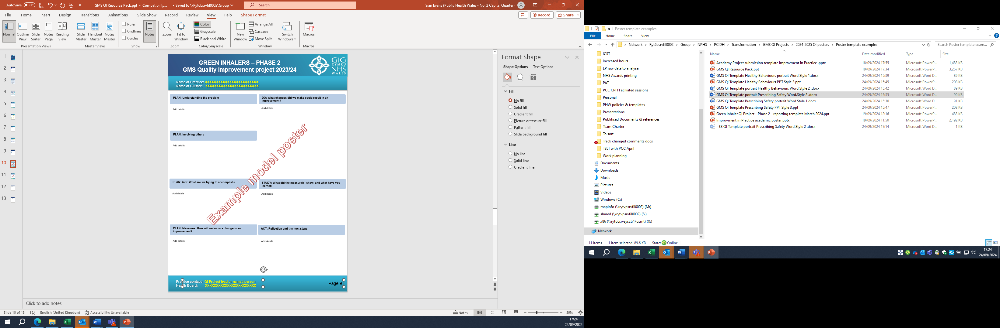 AutoSave Off
GMS QI Resource Pack.ppt - Compatibility... • Saved to \\Ryt6bsrvfil0002\Group
Search
Sian Evans (Public Health Wales - No. 2 Capital Quarter)
File Home Insert Design Transitions Animations Slide Show Record Review View Help Shape Format
Record Share
Normal Outline View Slide Sorter Notes Page Reading View
Presentation Views
Slide Master Handout Master Notes Master
Master Views
Ruler
Gridlines
Guides
Show
Notes
Zoom Fit to Window
Zoom
Color
Grayscale
Black and White
Color/Grayscale
New Window
Arrange All
Cascade
Move Split
Switch Windows
Window
Macros
Macros
1
2
3
4
5
6
7
8
9
10
11
12
13
GREEN INHALERS – PHASE 2
GMS Quality Improvement project 2023/24
GIG
CYMRU
NHS
WALES
Name of Practice: XXXXXXXXXXXXXXXXXXXXXXXX
Name of Cluster: XXXXXXXXXXXXXXXXXXXXXXXX
PLAN: Understanding the problem
Add details
DO: What changes did we make could result in an
improvement?
Add details
PLAN: Involving others
Add details
Example model poster
PLAN: Aim: What are we trying to accomplish?
Add details
STUDY: What did the measure(s) show, and what have you
learned
Add details
PLAN: Measures: How will we know a change is an
improvement?
Add details
ACT: Reflection and the next steps
Add details
Practice contact: QI Project lead or named person
Health Board: XXXXXXXXXXXXXXXXXXXXXXX
Page 9
Click to add notes
Slide 10 of 13 English (United Kingdom) Accessibility: Unavailable
Notes
59%
17:24
24/09/2024
Format Shape
Shape Options Text Options
Fill
No fill
Solid fill
Gradient fill
Picture or texture fill
Pattern fill
Slide background fill
Line
No line
Solid line
Gradient line
Poster template examples
File Home Share View
Network Ryt6bsrvfil0002 Group NPHS PCIDH Transformation GMS QI Projects 2024-2025 QI posters Poster template examples
Search Poster template exam...
ICST
Increased hours
LP raw data to analyse
NHS Awards printing
PAT
PCC CPH Faciliated sessions
Personal
PHW policies & templates
Presentations
Publihsed Documents & references
Team Charter
To sort
Track changed comments docs
TSLT with PCC April
Work planning
Documents
Downloads
Music
Pictures
Videos
Windows (C:)
mapinfo (\\rytvpsrvfil0002) (M:)
shared (\\rytvpsrvfil0002) (S:)
x86 (\\rytu6srvsysctr1\usmt) (X:)
Network
Name Date modified Type Size
Academy Project submission template Improvment in Practice .pptx 18/09/2024 17:55 Microsoft PowerP... 1,483 KB
GMS QI Resource Pack.ppt 19/09/2024 17:34 Microsoft PowerP... 3,267 KB
GMS QI Template Healthy Behaviours portrait Word Style 1.docx 24/09/2024 15:39 Microsoft Word D... 89 KB
GMS QI Template Healthy Behaviours PPT Style 3.ppt 24/09/2024 15:45 Microsoft PowerP... 208 KB
GMS QI Template portrait Healthy Behaviours Word.Style 2 .docx 24/09/2024 15:42 Microsoft Word D... 89 KB
GMS QI Template portrait Prescribing Safety Word.Style 2 .docx 24/09/2024 15:35 Microsoft Word D... 90 KB
GMS QI Template Prescribing Safety portrait Word Style 1.docx 24/09/2024 15:30 Microsoft Word D... 91 KB
GMS QI Template Prescribing Safety PPT Style 3.ppt 24/09/2024 15:47 Microsoft PowerP... 208 KB
Green Inhaler QI Project - Phase 2 - reporting template March 2024.ppt 19/09/2024 12:16 Microsoft PowerP... 483 KB
Improvment in Practice academic poster.pptx 19/09/2024 11:50 Microsoft PowerP... 2,192 KB
~$S QI Template portrait Prescribing Safety Word.Style 2 .docx 24/09/2024 17:14 Microsoft Word D... 1 KB
11 items 1 item selected 89.6 KB State: Online
17:24
24/09/2024